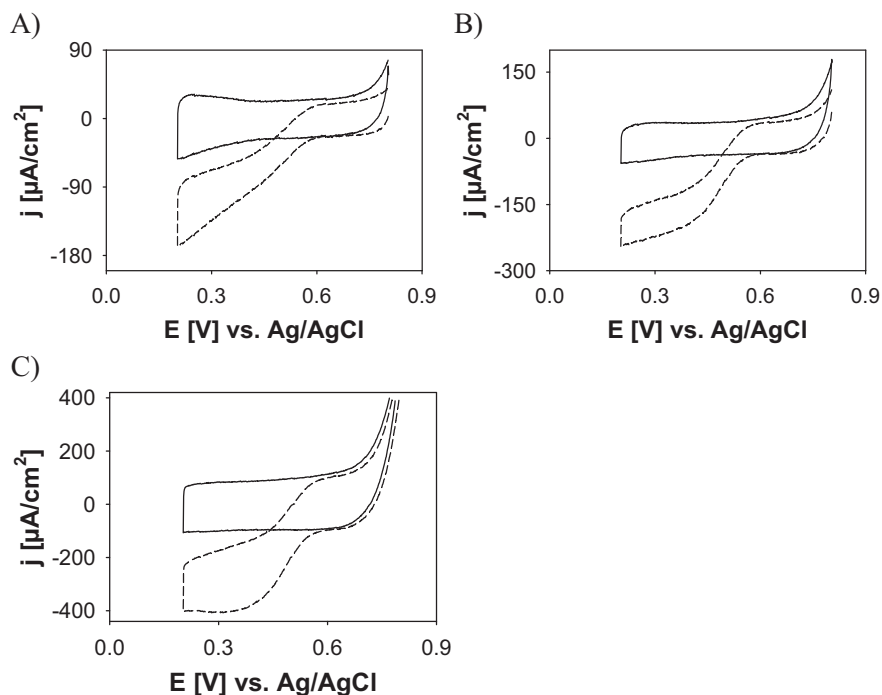 A)
90
0
-90
-180
j [µA/cm²]
0.0 0.3 0.6 0.9
E [V] vs. Ag/AgCl
B)
150
0
-150
-300
j [µA/cm²]
0.0 0.3 0.6 0.9
E [V] vs. Ag/AgCl
C)
400
200
0
-200
-400
j [µA/cm²]
0.0 0.3 0.6 0.9
E [V] vs. Ag/AgCl